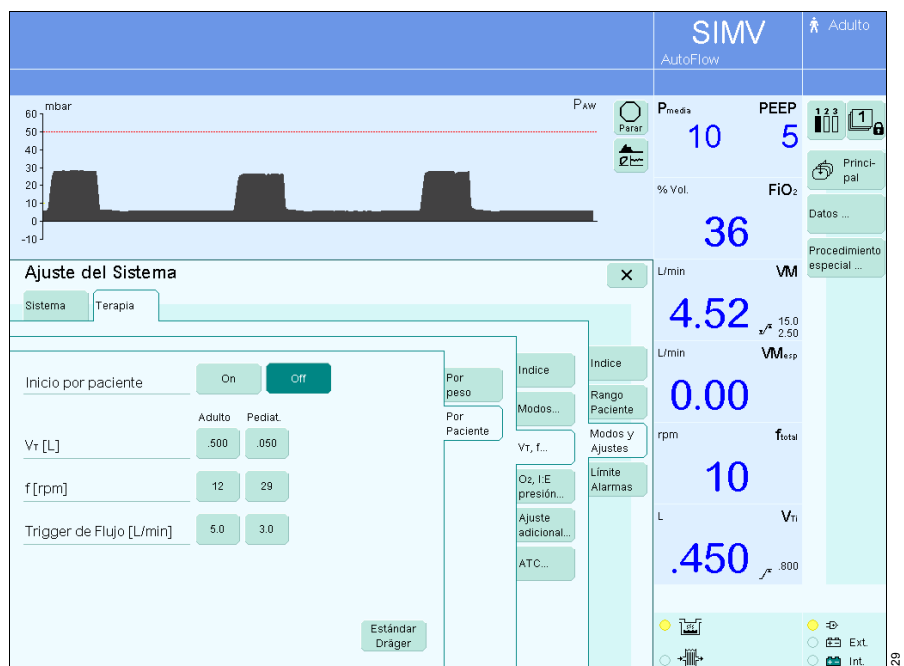 SIMV
AutoFlow
Adulto
mbar
PAW
60
50
40
30
20
10
0
-10
Parar
Pmedia PEEP
10 5
1 2 3
1
Princi-
pal
% Vol. FiO₂
36
Datos ...
Procedimiento
especial ...
Ajuste del Sistema
×
Sistema
Terapia
L/min VM
4.52
15.0
2.50
Inicio por paciente
On
Off
Adulto Pediat.
VT [L]
.500 .050
f [rpm]
12 29
Trigger de Flujo [L/min]
5.0 3.0
Estándar
Dräger
Por
peso
Por
Paciente
Indice
Modos...
VT, f...
O₂, I:E
presión...
Ajuste
adicional...
ATC...
Indice
Rango
Paciente
Modos y
Ajustes
Límite
Alarmas
L/min VMesp
0.00
rpm ftotal
10
L VTi
.450
.800
Ext.
Int.
29